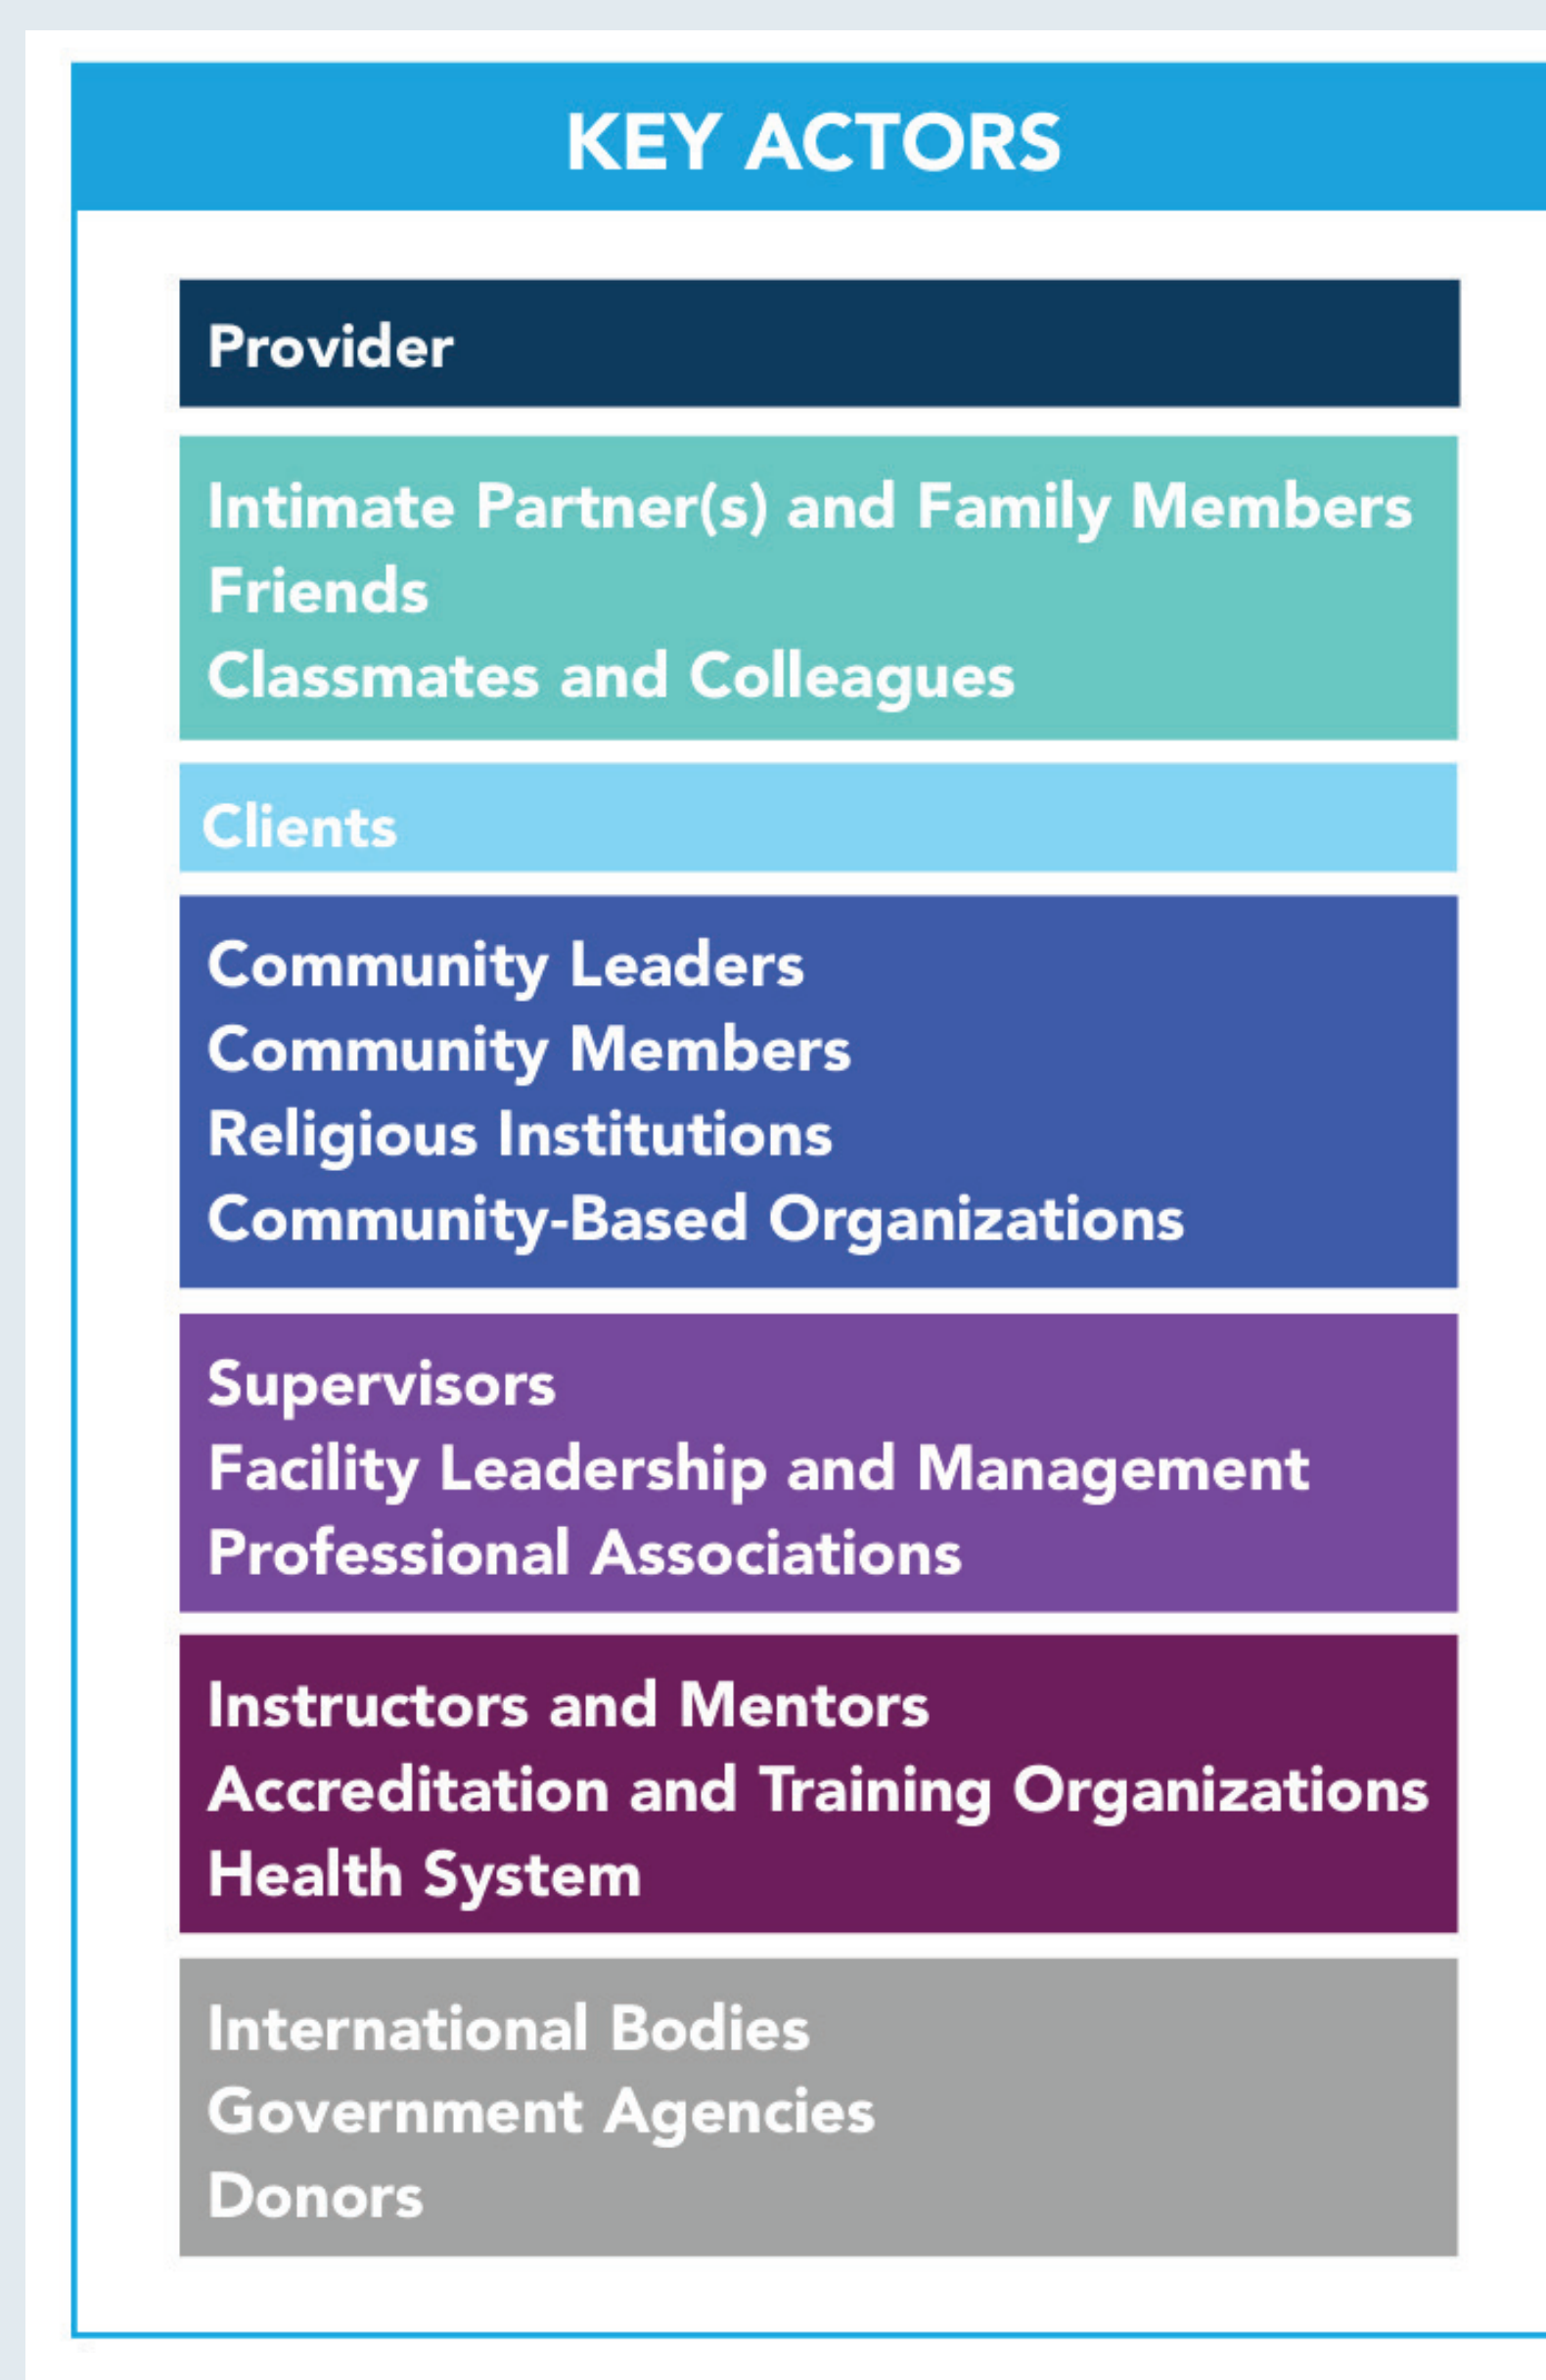 KEY ACTORS
Provider
Intimate Partner(s) and Family Members
Friends
Classmates and Colleagues
Clients
Community Leaders
Community Members
Religious Institutions
Community-Based Organizations
Supervisors
Facility Leadership and Management
Professional Associations
Instructors and Mentors
Accreditation and Training Organizations
Health System
International Bodies
Government Agencies
Donors